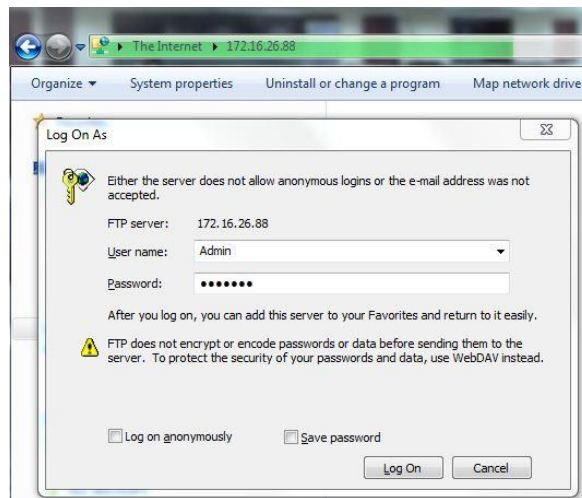 The Internet 172.16.26.88
Organize System properties Uninstall or change a program Map network drive
Log On As
Either the server does not allow anonymous logins or the e-mail address was not
accepted.
FTP server: 172.16.26.88
User name: Admin
Password: •••••••
After you log on, you can add this server to your Favorites and return to it easily.
FTP does not encrypt or encode passwords or data before sending them to the
server. To protect the security of your passwords and data, use WebDAV instead.
Log on anonymously Save password
Log On Cancel